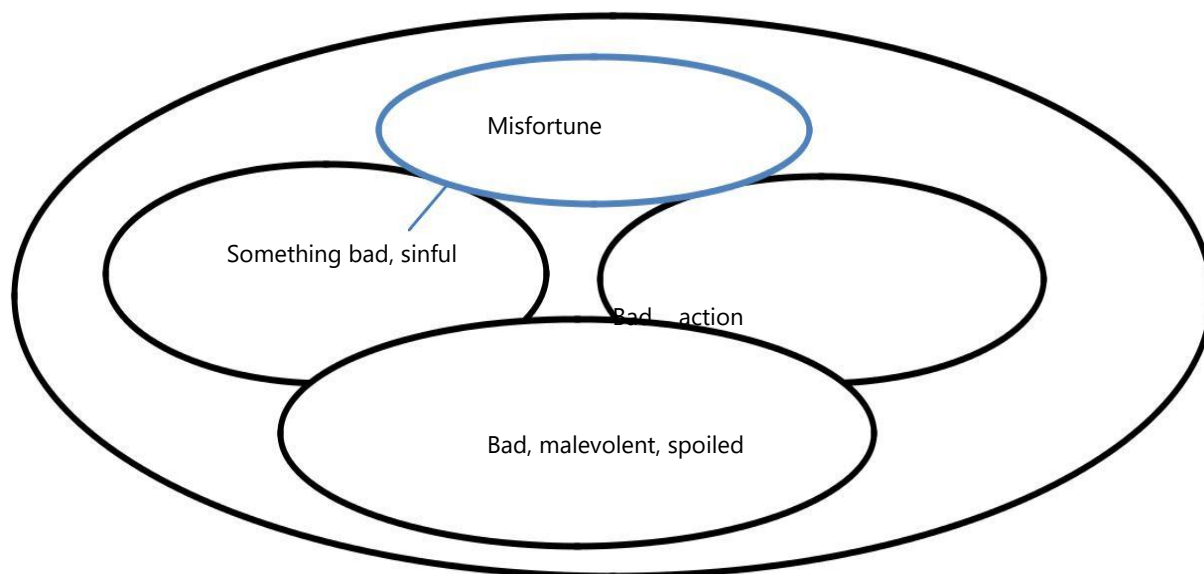 Misfortune
Something bad, sinful
Bad action
Bad, malevolent, spoiled